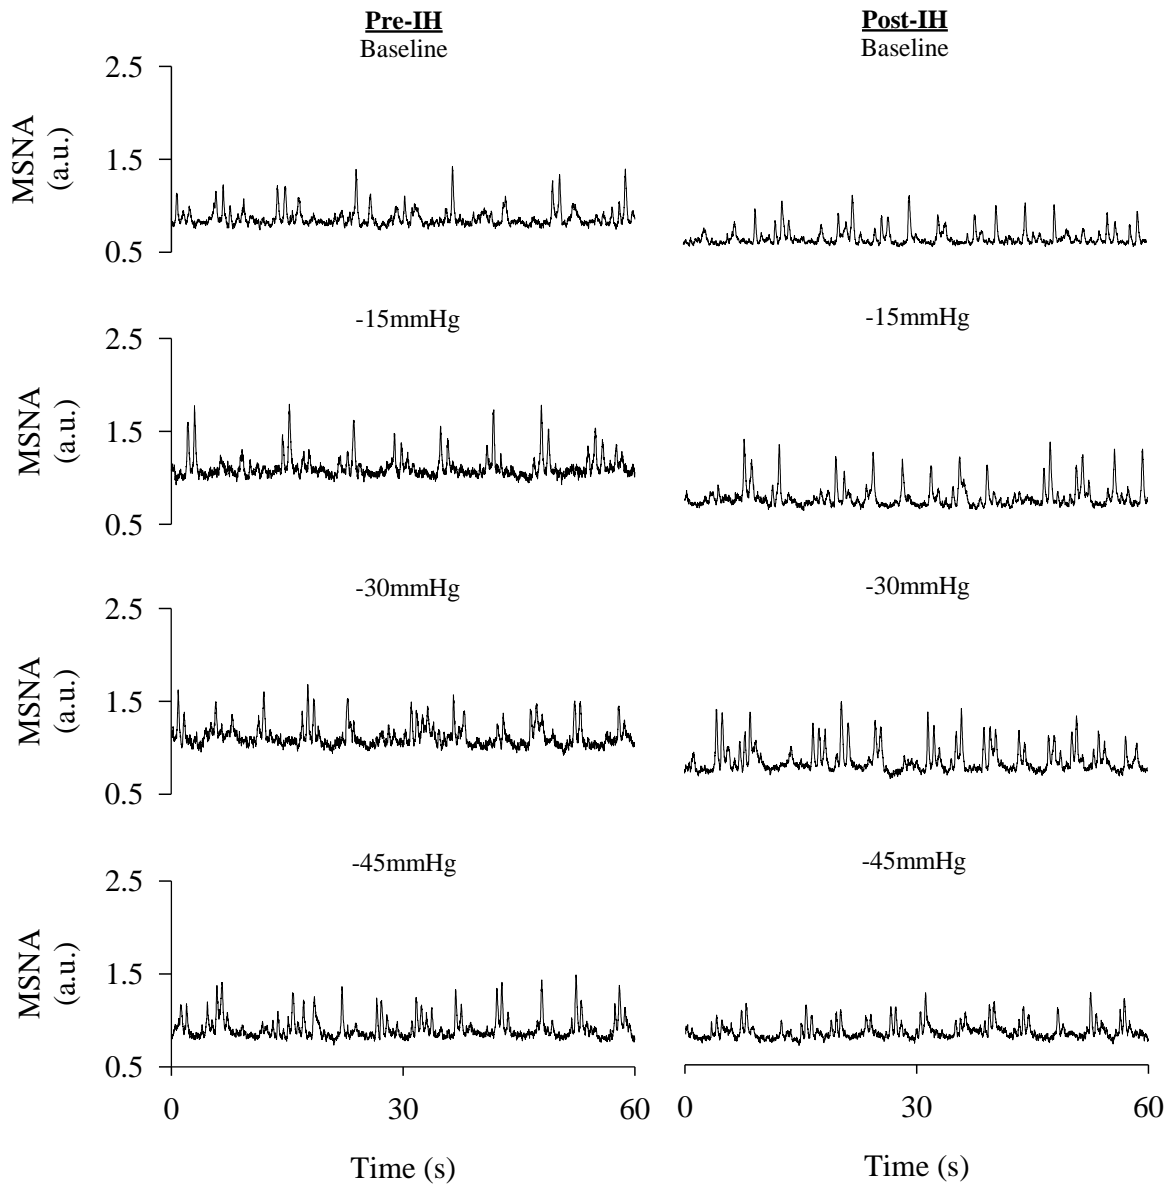 Pre-IH
Baseline
Post-IH
Baseline
2.5
1.5
0.5
MSNA
(a.u.)
-15mmHg
-15mmHg
2.5
1.5
0.5
MSNA
(a.u.)
-30mmHg
-30mmHg
2.5
1.5
0.5
MSNA
(a.u.)
-45mmHg
-45mmHg
2.5
1.5
0.5
MSNA
(a.u.)
0 30 60
0 30 60
Time (s)
Time (s)